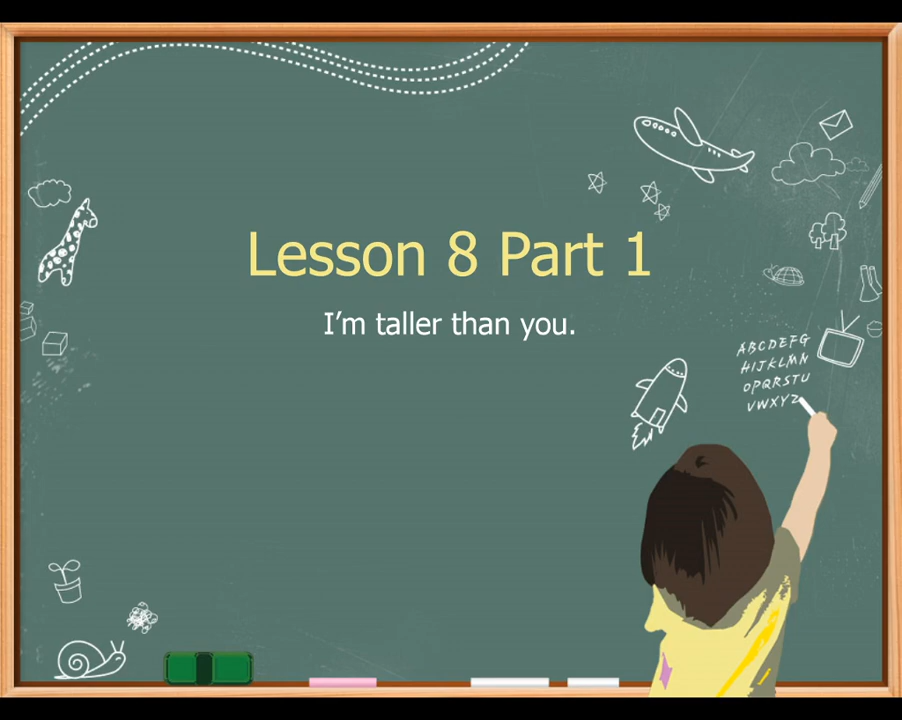 Lesson 8 Part 1
I’m taller than you.
ABCDEFG
HIJKLMN
OPQRSTU
VWXYZ